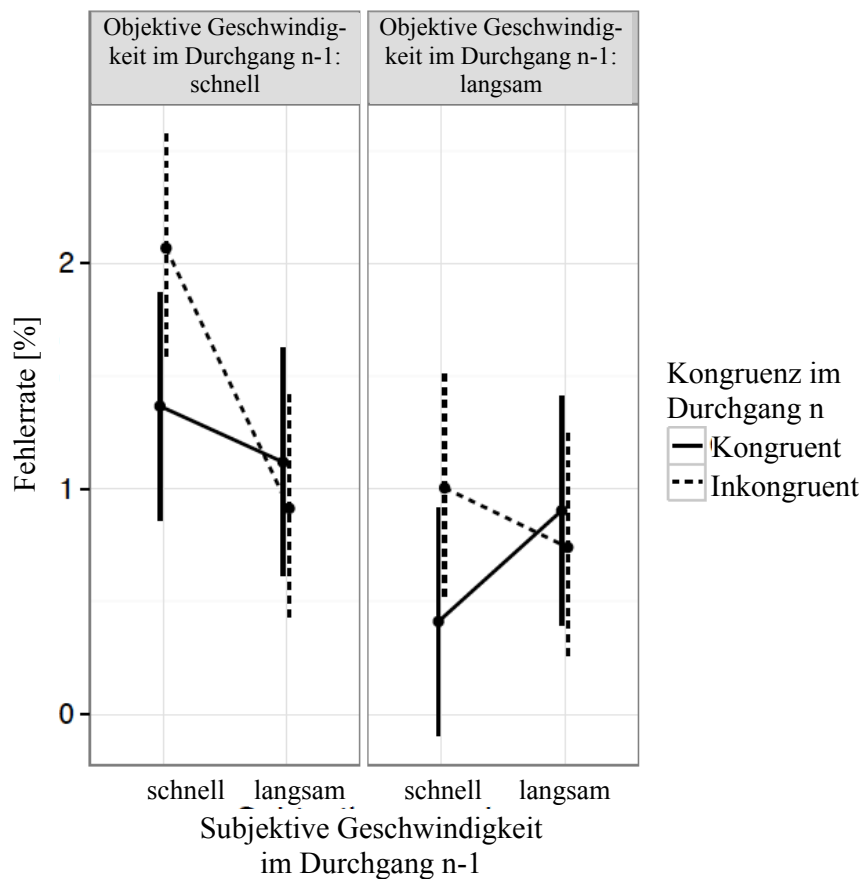 Objektive Geschwindig-
keit im Durchgang n-1:
schnell
Objektive Geschwindig-
keit im Durchgang n-1:
langsam
2
1
0
Fehlerrate [%]
schnell langsam
schnell langsam
Subjektive Geschwindigkeit
im Durchgang n-1
Kongruenz im
Durchgang n
Kongruent
Inkongruent